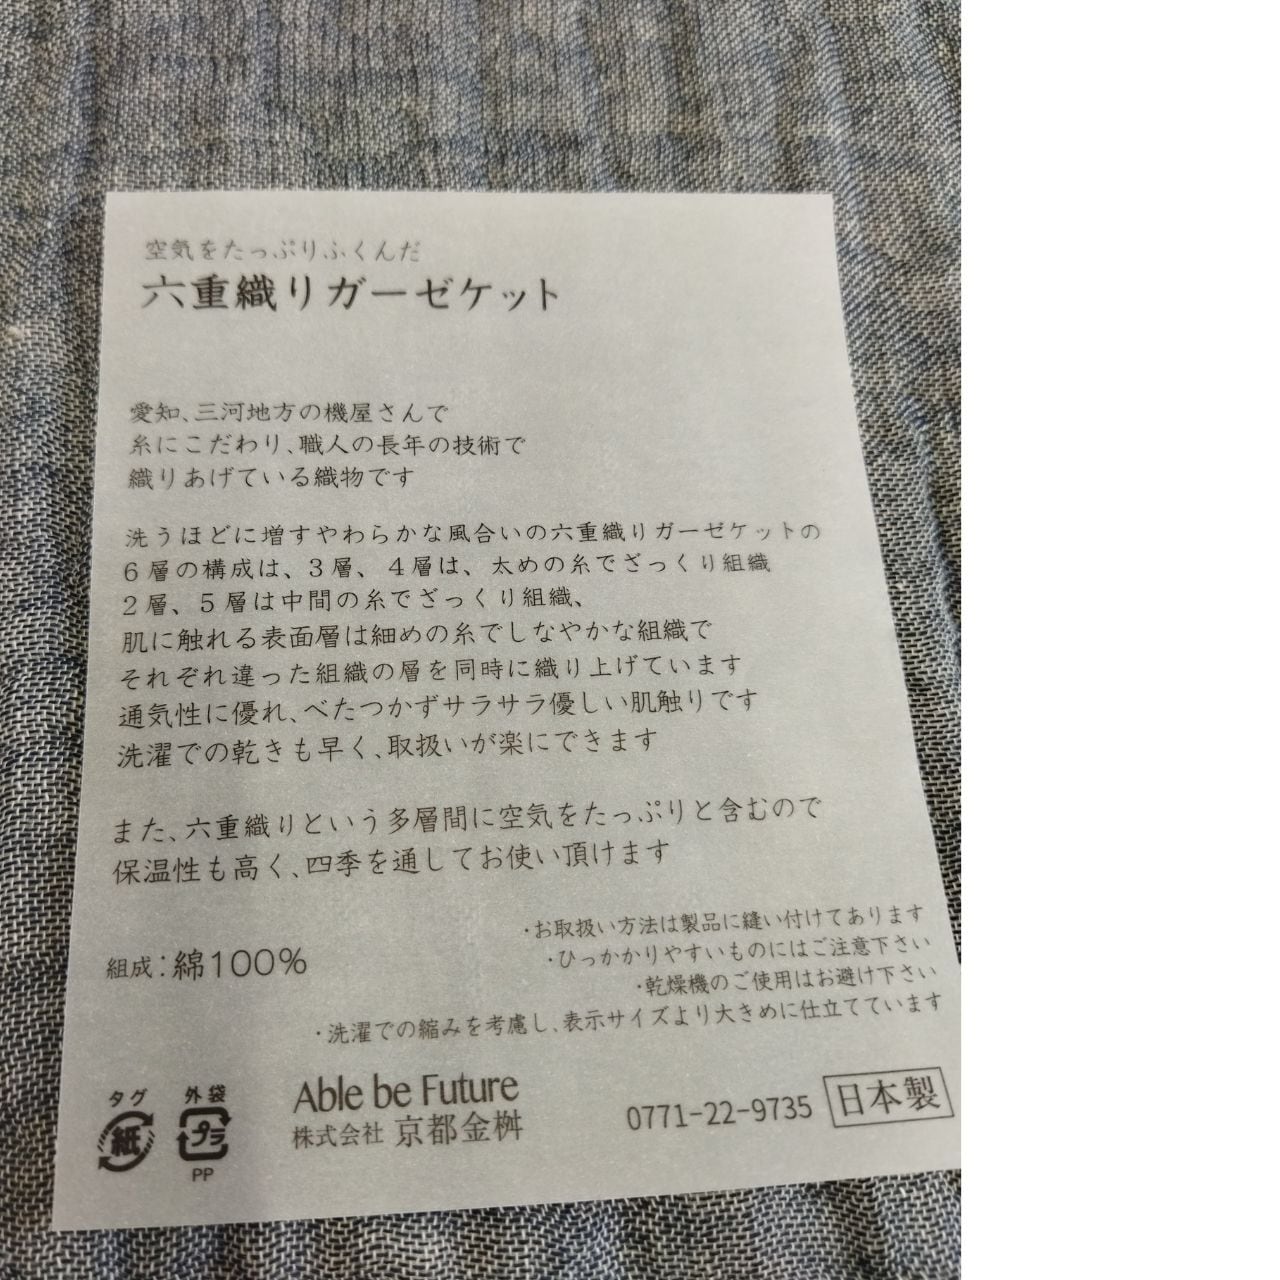 空気をたっぷりふくんだ
六重織りガーゼケット
愛知、三河地方の機屋さんで
糸にこだわり、職人の長年の技術で
織りあげている織物です
洗うほどに増すやわらかな風合いの六重織りガーゼケットの
6層の構成は、3層、4層は、太めの糸でざっくり組織
2層、5層は中間の糸でざっくり組織、
肌に触れる表面層は細めの糸でしなやかな組織で
それぞれ違った組織の層を同時に織り上げています
通気性に優れ、べたつかずサラサラ優しい肌触りです
洗濯での乾きも早く、取扱いが楽にできます
また、六重織りという多層間に空気をたっぷりと含むので
保温性も高く、四季を通してお使い頂けます
・お取扱い方法は製品に縫い付けてあります
・ひっかかりやすいものにはご注意下さい
・乾燥機のご使用はお避け下さい
・洗濯での縮みを考慮し、表示サイズより大きめに仕立てています
組成:綿100%
タグ
紙
外袋
プラ
PP
Able be Future
株式会社 京都金桝
0771-22-9735
日本製